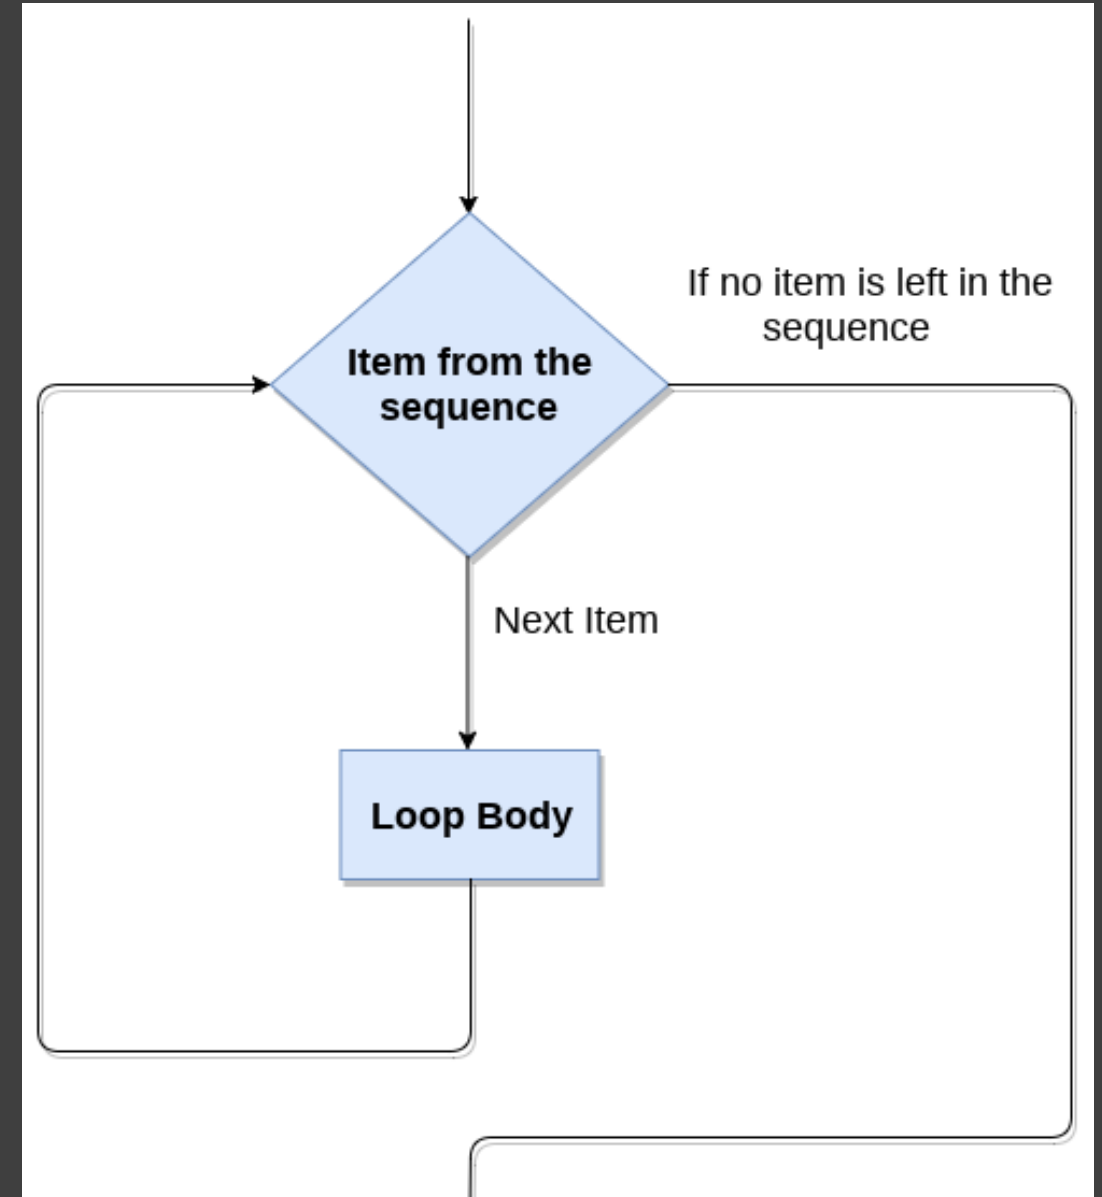 If no item is left in the
sequence
Item from the
sequence
Next Item
Loop Body